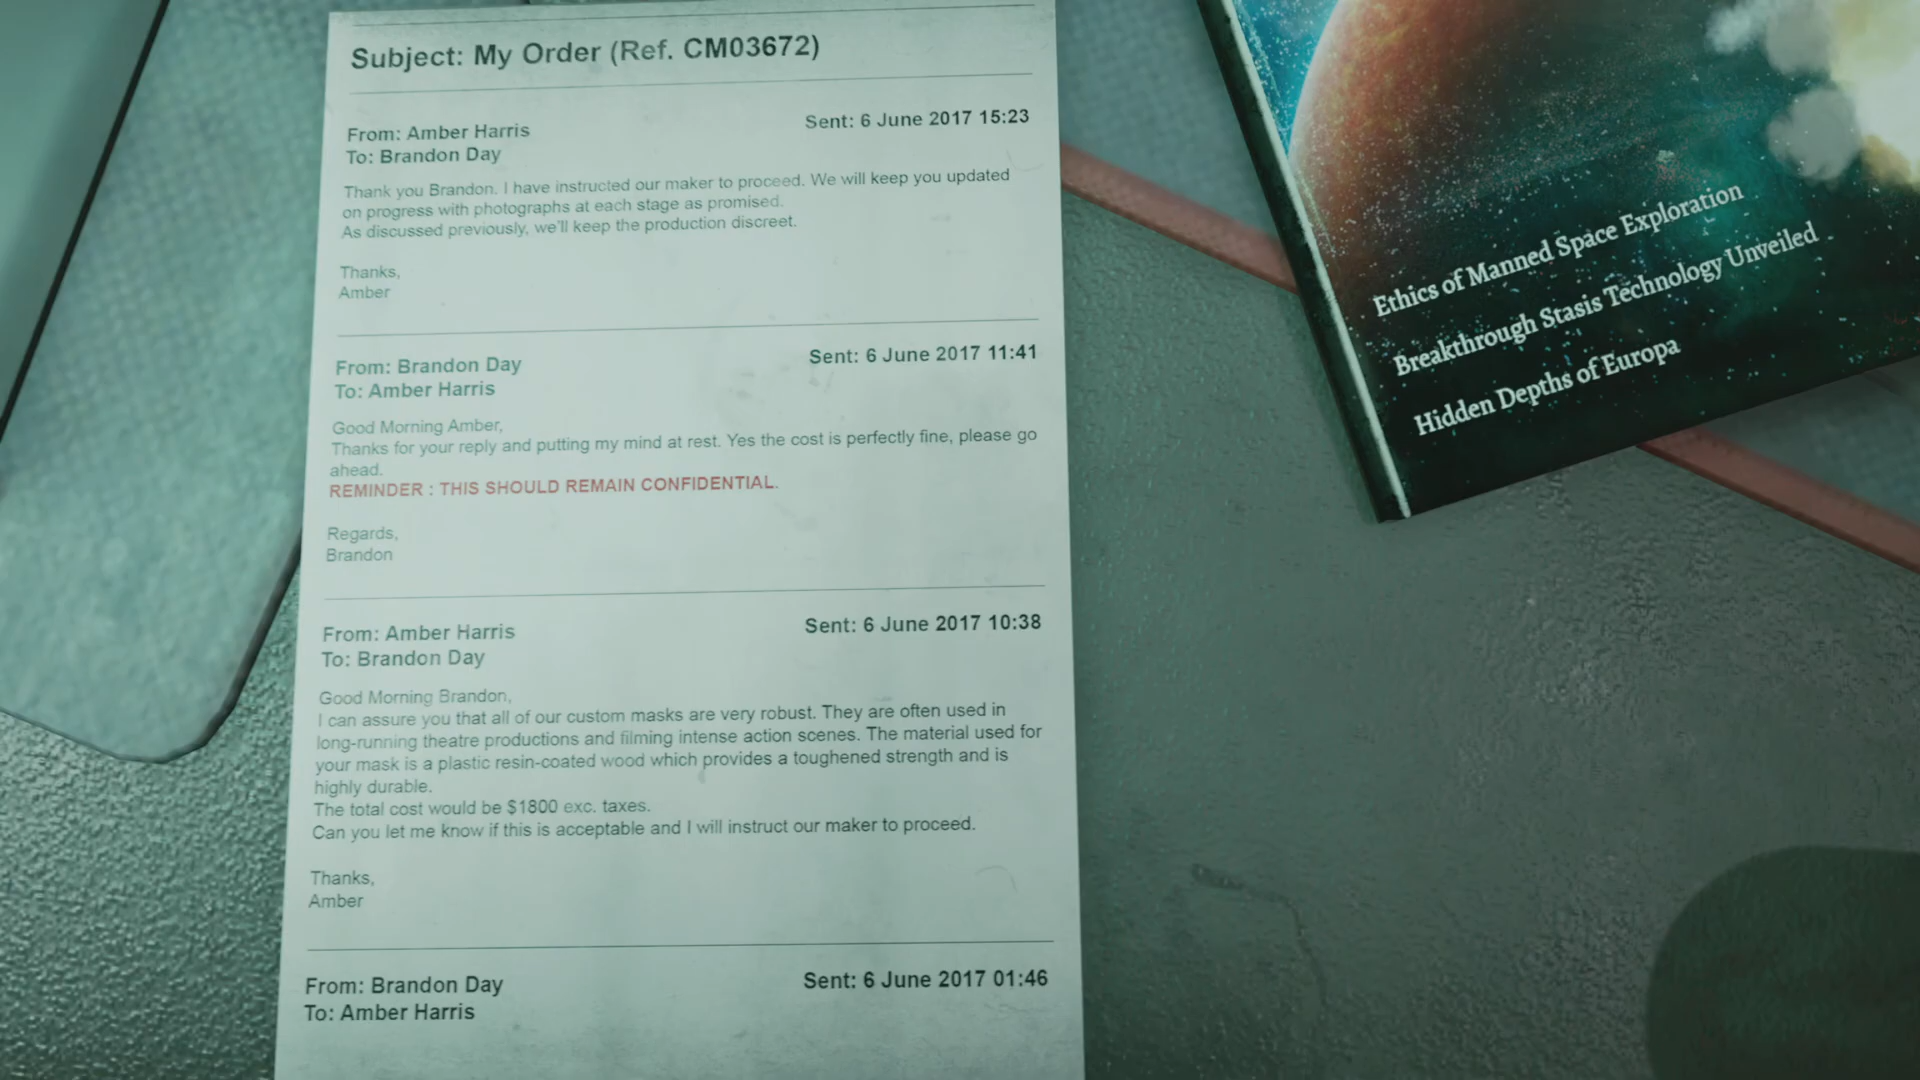 Subject: My Order (Ref. CM03672)
From: Amber Harris
Sent: 6 June 2017 15:23
To: Brandon Day
Thank you Brandon. I have instructed our maker to proceed. We will keep you updated
on progress with photographs at each stage as promised.
As discussed previously, we'll keep the production discreet.
Thanks,
Amber
From: Brandon Day
Sent: 6 June 2017 11:41
To: Amber Harris
Good Morning Amber,
Thanks for your reply and putting my mind at rest. Yes the cost is perfectly fine, please go
ahead.
REMINDER : THIS SHOULD REMAIN CONFIDENTIAL.
Regards,
Brandon
From: Amber Harris
Sent: 6 June 2017 10:38
To: Brandon Day
Good Morning Brandon,
I can assure you that all of our custom masks are very robust. They are often used in
long-running theatre productions and filming intense action scenes. The material used for
your mask is a plastic resin-coated wood which provides a toughened strength and is
highly durable.
The total cost would be $1800 exc. taxes.
Can you let me know if this is acceptable and I will instruct our maker to proceed.
Thanks,
Amber
From: Brandon Day
Sent: 6 June 2017 01:46
To: Amber Harris
Ethics of Manned Space Exploration
Breakthrough Stasis Technology Unveiled
Hidden Depths of Europa